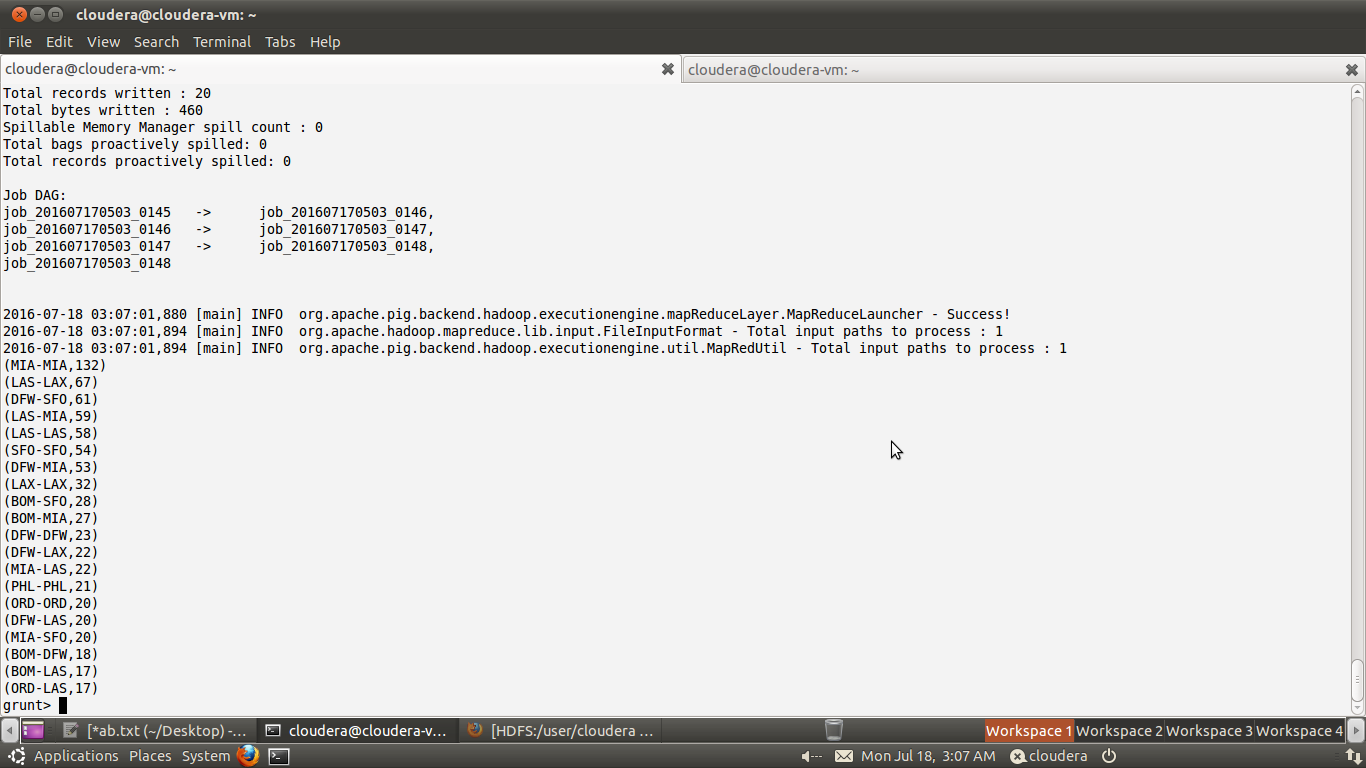 cloudera@cloudera-vm: ~
File Edit View Search Terminal Tabs Help
cloudera@cloudera-vm: ~ cloudera@cloudera-vm: ~
Total records written : 20
Total bytes written : 460
Spillable Memory Manager spill count : 0
Total bags proactively spilled: 0
Total records proactively spilled: 0
Job DAG:
job_201607170503_0145 -> job_201607170503_0146,
job_201607170503_0146 -> job_201607170503_0147,
job_201607170503_0147 -> job_201607170503_0148,
job_201607170503_0148
2016-07-18 03:07:01,880 [main] INFO org.apache.pig.backend.hadoop.executionengine.mapReduceLayer.MapReduceLauncher - Success!
2016-07-18 03:07:01,894 [main] INFO org.apache.hadoop.mapreduce.lib.input.FileInputFormat - Total input paths to process : 1
2016-07-18 03:07:01,894 [main] INFO org.apache.pig.backend.hadoop.executionengine.util.MapRedUtil - Total input paths to process : 1
(MIA-MIA,132)
(LAS-LAX,67)
(DFW-SFO,61)
(LAS-MIA,59)
(LAS-LAS,58)
(SFO-SFO,54)
(DFW-MIA,53)
(LAX-LAX,32)
(BOM-SFO,28)
(BOM-MIA,27)
(DFW-DFW,23)
(DFW-LAX,22)
(MIA-LAS,22)
(PHL-PHL,21)
(ORD-ORD,20)
(DFW-LAS,20)
(MIA-SFO,20)
(BOM-DFW,18)
(BOM-LAS,17)
(ORD-LAS,17)
grunt>
[*ab.txt (~/Desktop) -... cloudera@cloudera-v... [HDFS:/user/cloudera ... Workspace 1 Workspace 2 Workspace 3 Workspace 4
Applications Places System Mon Jul 18, 3:07 AM cloudera